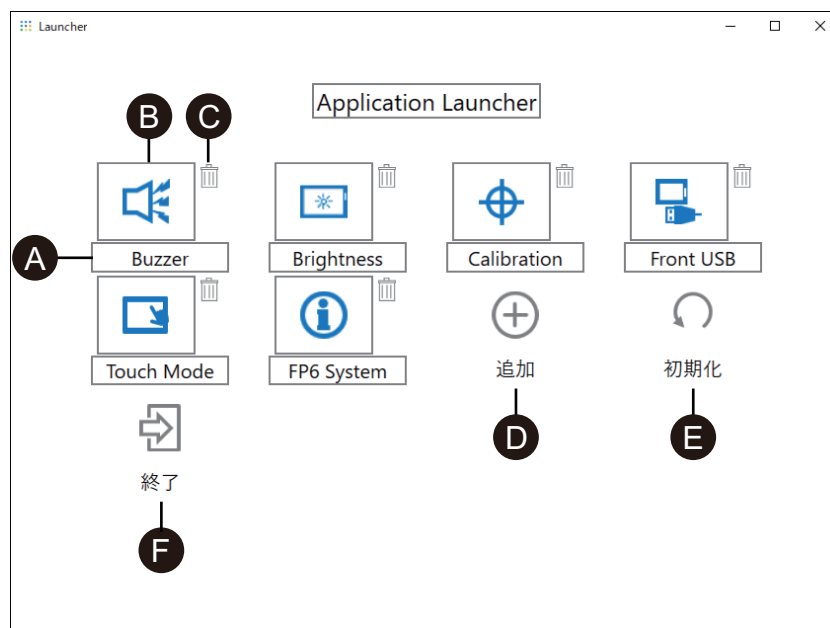 Launcher
Application Launcher
B C
A
Buzzer Brightness Calibration Front USB
Touch Mode FP6 System 追加 初期化
D E
終了
F